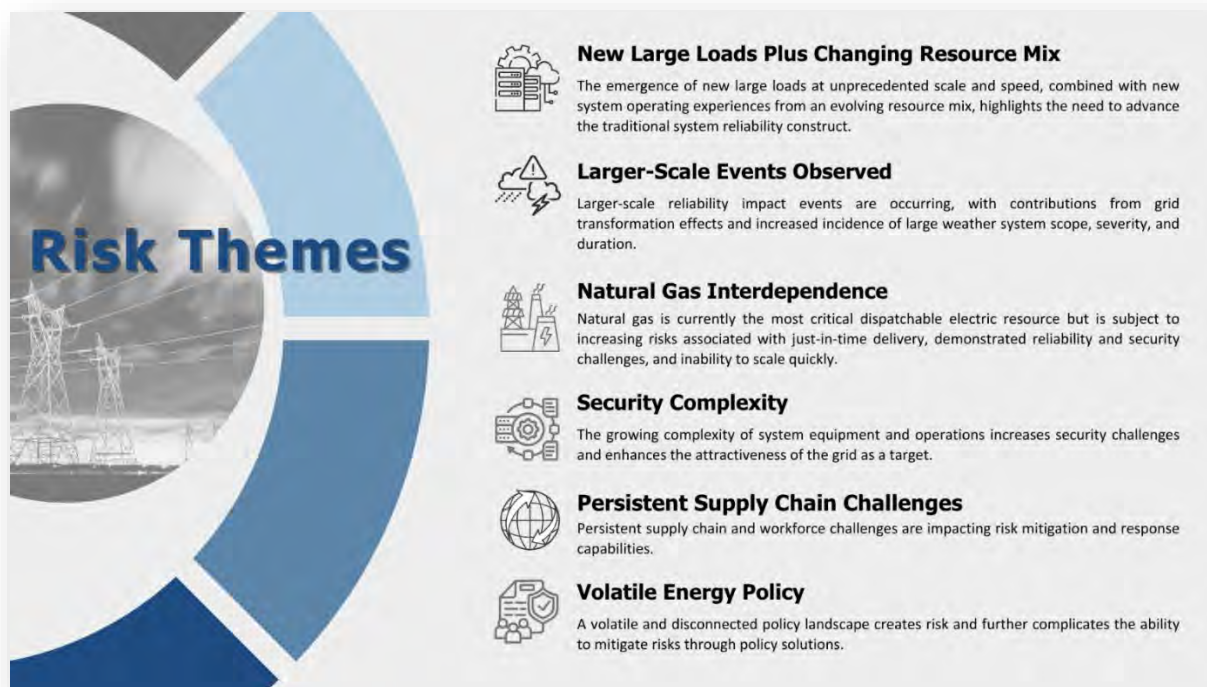 Risk Themes
New Large Loads Plus Changing Resource Mix
The emergence of new large loads at unprecedented scale and speed, combined with new
system operating experiences from an evolving resource mix, highlights the need to advance
the traditional system reliability construct.
Larger-Scale Events Observed
Larger-scale reliability impact events are occurring, with contributions from grid
transformation effects and increased incidence of large weather system scope, severity, and
duration.
Natural Gas Interdependence
Natural gas is currently the most critical dispatchable electric resource but is subject to
increasing risks associated with just-in-time delivery, demonstrated reliability and security
challenges, and inability to scale quickly.
Security Complexity
The growing complexity of system equipment and operations increases security challenges
and enhances the attractiveness of the grid as a target.
Persistent Supply Chain Challenges
Persistent supply chain and workforce challenges are impacting risk mitigation and response
capabilities.
Volatile Energy Policy
A volatile and disconnected policy landscape creates risk and further complicates the ability
to mitigate risks through policy solutions.